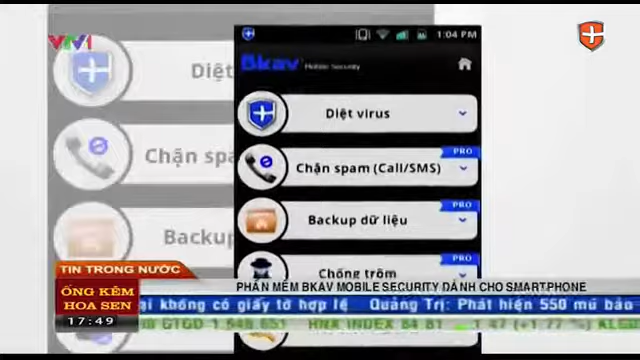 VTV1
1:04 PM
Bkav Mobile Security
Diệt virus
PRO
Chặn spam (Call/SMS)
PRO
Backup dữ liệu
PRO
Chống trộm
Diệt
Chặn spa
Backup
TIN TRONG NƯỚC
PHẦN MỀM BKAV MOBILE SECURITY DÀNH CHO SMARTPHONE
ỐNG KẼM
HOA SEN
ại không có giấy tờ hợp lệ Quảng Trị: Phát hiện 550 mũ bảo
17:49
GTGD 1,548.651 HNX INDEX 84.81 1.47 (+1.77 %)